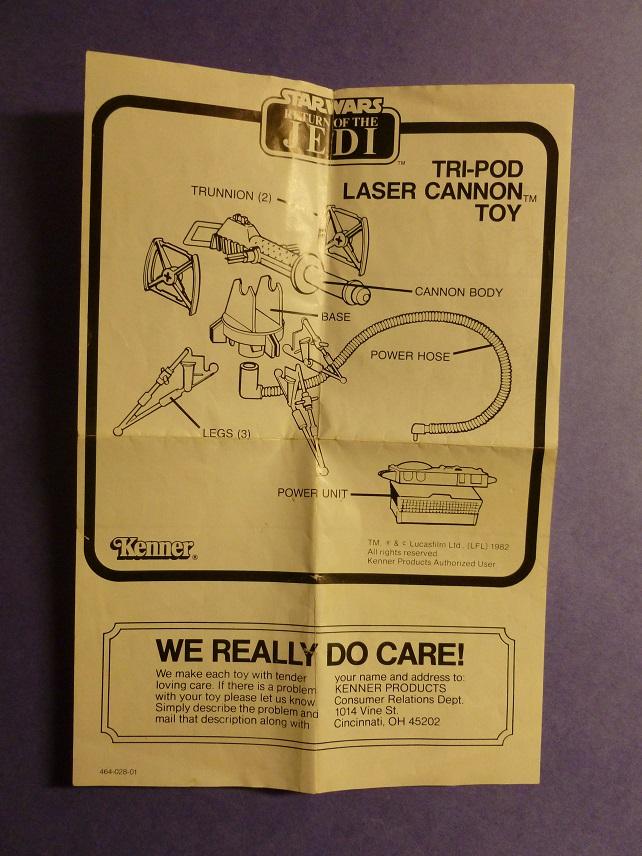 STAR WARS
RETURN OF THE
JEDI
TM
TRI-POD
LASER CANNON™
TOY
TRUNNION (2)
CANNON BODY
BASE
POWER HOSE
LEGS (3)
POWER UNIT
Kenner®
TM, ® & © Lucasfilm Ltd. (LFL) 1982
All rights reserved
Kenner Products Authorized User
WE REALLY DO CARE!
We make each toy with tender
loving care. If there is a problem
with your toy please let us know.
Simply describe the problem and
mail that description along with
your name and address to:
KENNER PRODUCTS
Consumer Relations Dept.
1014 Vine St.
Cincinnati, OH 45202
464-028-01